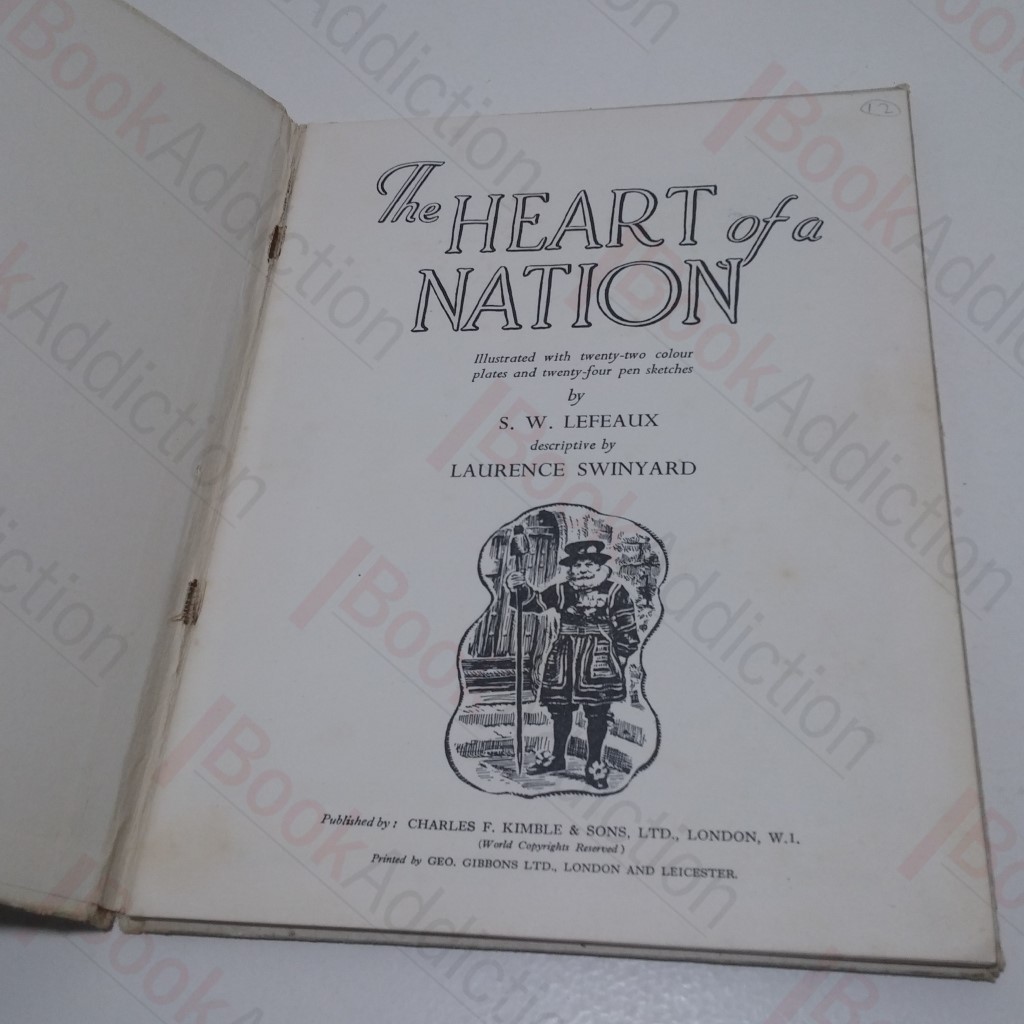 12
The HEART of a
NATION
Illustrated with twenty-two colour
plates and twenty-four pen sketches
by
S. W. LEFEAUX
descriptive by
LAURENCE SWINYARD
Published by: CHARLES F. KIMBLE & SONS, LTD., LONDON, W.1.
(World Copyrights Reserved)
Printed by GEO. GIBBONS LTD., LONDON AND LEICESTER.
BookAddiction